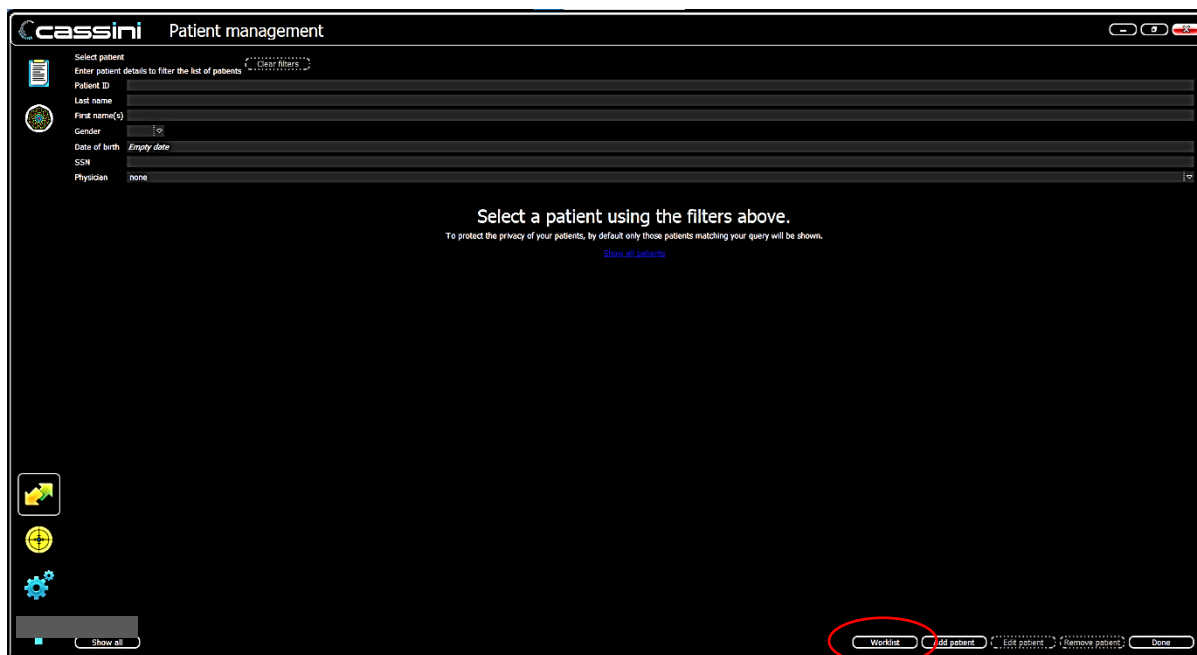 cassini Patient management
Select patient
Enter patient details to filter the list of patients Clear filters
Patient ID
Last name
First name(s)
Gender
Date of birth Empty date
SSN
Physician none
Select a patient using the filters above.
To protect the privacy of your patients, by default only those patients matching your query will be shown.
Show all patients
Show all Worklist Add patient Edit patient Remove patient Done